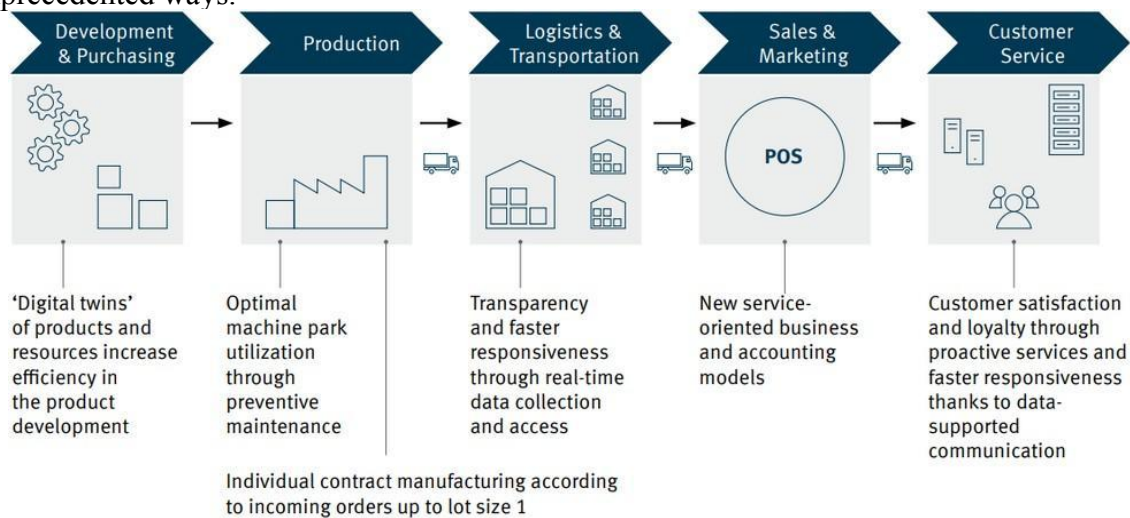 precedented ways.
Development
& Purchasing
Production
Logistics &
Transportation
Sales &
Marketing
Customer
Service
POS
‘Digital twins’
of products and
resources increase
efficiency in
the product
development
Optimal
machine park
utilization
through
preventive
maintenance
Individual contract manufacturing according
to incoming orders up to lot size 1
Transparency
and faster
responsiveness
through real-time
data collection
and access
New service-
oriented business
and accounting
models
Customer satisfaction
and loyalty through
proactive services and
faster responsiveness
thanks to data-
supported
communication